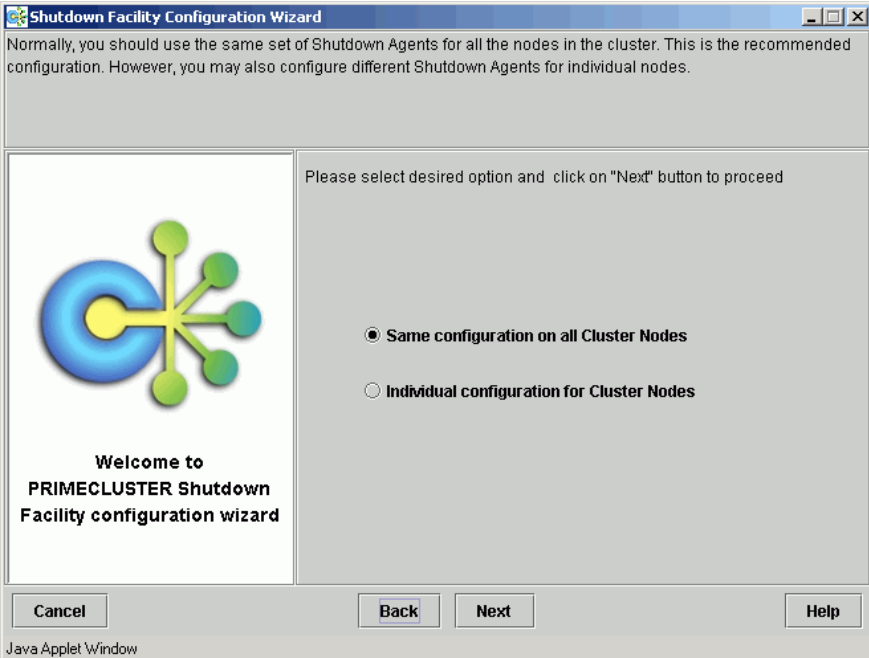 Shutdown Facility Configuration Wizard
Normally, you should use the same set of Shutdown Agents for all the nodes in the cluster. This is the recommended
configuration. However, you may also configure different Shutdown Agents for individual nodes.
Please select desired option and click on "Next" button to proceed
Same configuration on all Cluster Nodes
Individual configuration for Cluster Nodes
Welcome to
PRIMECLUSTER Shutdown
Facility configuration wizard
Cancel
Back
Next
Help
Java Applet Window